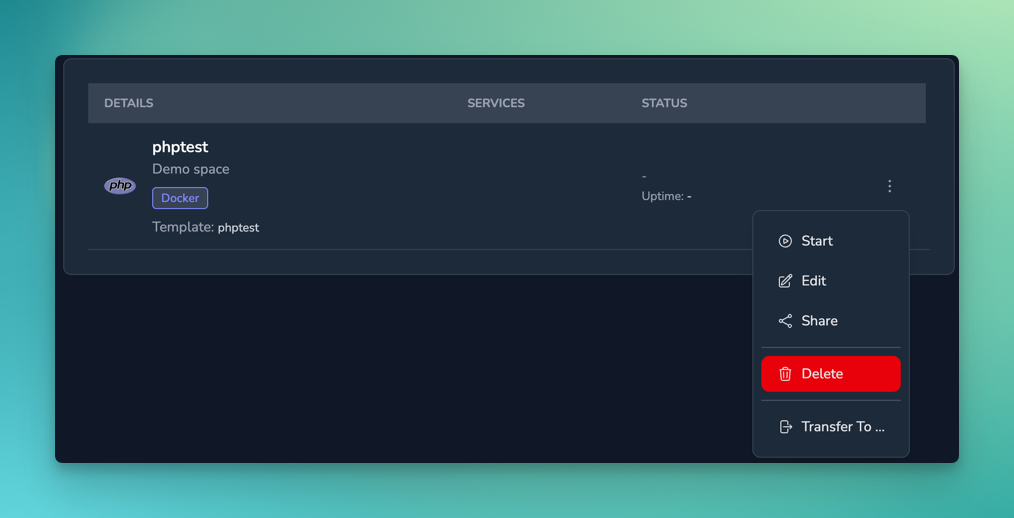 DETAILS SERVICES STATUS
phptest
Demo space
php
Docker
Template: phptest
-
Uptime: -
Start
Edit
Share
Delete
Transfer To ...